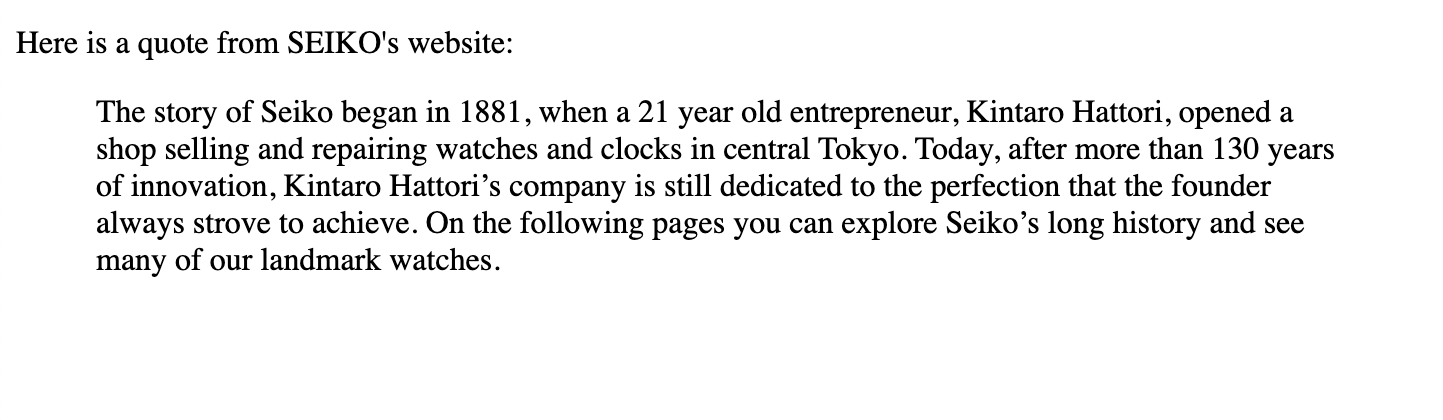 Here is a quote from SEIKO's website:
The story of Seiko began in 1881, when a 21 year old entrepreneur, Kintaro Hattori, opened a
shop selling and repairing watches and clocks in central Tokyo. Today, after more than 130 years
of innovation, Kintaro Hattori’s company is still dedicated to the perfection that the founder
always strove to achieve. On the following pages you can explore Seiko’s long history and see
many of our landmark watches.